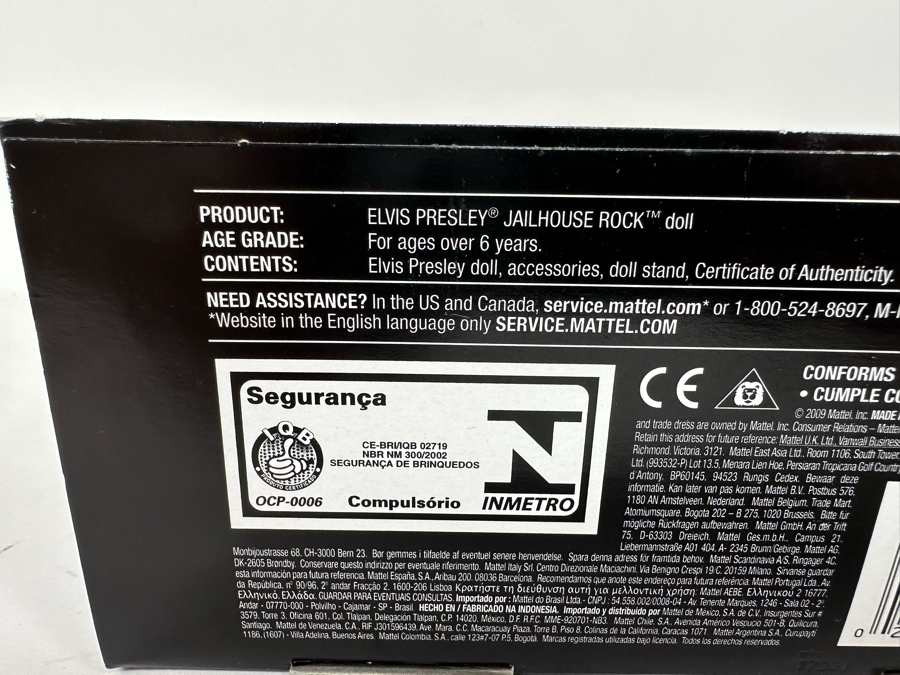 PRODUCT: ELVIS PRESLEY® JAILHOUSE ROCK™ doll
AGE GRADE: For ages over 6 years.
CONTENTS: Elvis Presley doll, accessories, doll stand, Certificate of Authenticity.
NEED ASSISTANCE? In the US and Canada, service.mattel.com* or 1-800-524-8697, M-
*Website in the English language only SERVICE.MATTEL.COM
Segurança
IQB
PRODUTO CERTIFICADO
OCP-0006
CE-BRI/IQB 02719
NBR NM 300/2002
SEGURANÇA DE BRINQUEDOS
Compulsório
INMETRO
CE
CONFORMS
• CUMPLE
© 2009 Mattel, Inc. MADE
and trade dress are owned by Mattel, Inc. Consumer Relations –
Retain this address for future reference: Mattel U.K. Ltd., Vanwall Business
Richmond, Victoria. 3121. Mattel East Asia Ltd., Room 1106, South Tower,
Ltd. (993532-P) Lot 13.5, Menara Lien Hoe, Persiaran Tropicana Golf
d Antony, BP60145, 94523 Rungis Cedex. Bewaar deze
informatie. Kan later van pas komen. Mattel B.V. Postbus 576,
1180 AN Amstelveen, Nederland. Mattel Belgium. Trade Mart.
Atomiumsquare, Bogota 202 – B 275, 1020 Brussels. Bitte für
mögliche Rückfragen aufbewahren. Mattel GmbH. An der Trift
75, D-63303 Dreieich. Mattel Ges.m.b.H., Campus 21,
Liebermannstraße A01 404, A- 2345 Brunn/Gebirge. Mattel AG,
Monbijoustrasse 68, CH-3000 Bern 23. Bør gemmes i tilfælde af eventuel senere henvendelse. Spara denna adress för framtida behov. Mattel Scandinavia A/S, Ringager 4C,
DK-2605 Brøndby. Conservare questo indirizzo per eventuale riferimento. Mattel Italy Srl, Centro Direzionale Maciachini, Via Benigno Crespi 19 C, 20159 Milano. Sírvanse guardar
esta información para futura referencia. Mattel España, S.A., Aribau 200. 08036 Barcelona. Recomendamos que anote este endereço para futura referência. Mattel Portugal Lda., Av.
da República, nº 90/96, 2º andar Fracção 2, 1600-206 Lisboa Κρατήστε τη διεύθυνση αυτή για μελλοντική χρήση: Mattel AEBE, Ελληνικού 2 16777,
Ελληνικό, Ελλάδα. GUARDAR PARA EVENTUAIS CONSULTAS. Importado por : Mattel do Brasil Ltda.- CNPJ : 54.558.002.0008-04 - Av. Tenente Marques, 1246 - Sala 02 - 2º
Andar - 07770-000 - Polvilho - Cajamar - SP - Brasil. HECHO EN / FABRICADO NA INDONESIA. Importado y distribuido por Mattel de México, S.A. de C.V., Insurgentes Sur #
3579, Torre 3, Oficina 601, Col. Tlalpan, Delegación Tlalpan, C.P. 14020, México, D.F. R.F.C. MME-920701-NB3. Mattel Chile, S.A., Avenida Américo Vespucio 501-B, Quilicura,
Santiago. Mattel de Venezuela, C.A., RIF J301596439, Ave. Mara, C.C. Macaracuay Plaza, Torre B, Piso 8, Colinas de la California, Caracas 1071. Mattel Argentina S.A., Curupaytí
1186, (1607) - Villa Adelina, Buenos Aires. Mattel Colombia, S.A., calle 123#7-07 P.5, Bogotá. Marcas registradas utilizadas bajo licencia. Todos los derechos reservados.
0